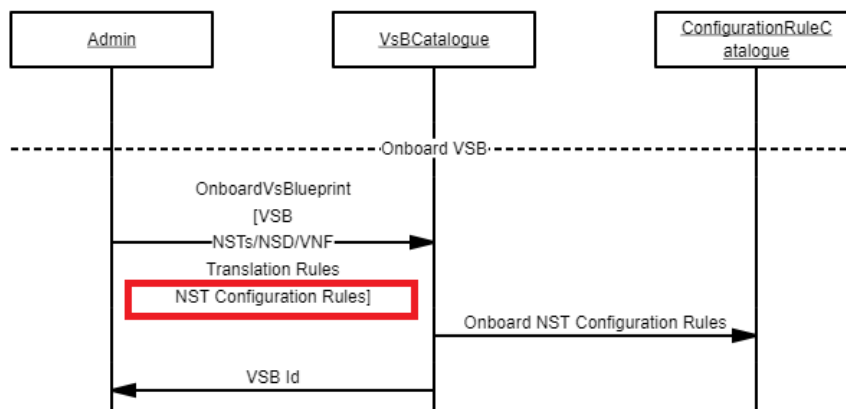 Admin
VsBCatalogue
ConfigurationRuleC
atalogue
Onboard VSB
OnboardVsBlueprint
[VSB
NSTs/NSD/VNF
Translation Rules
NST Configuration Rules]
Onboard NST Configuration Rules
VSB Id